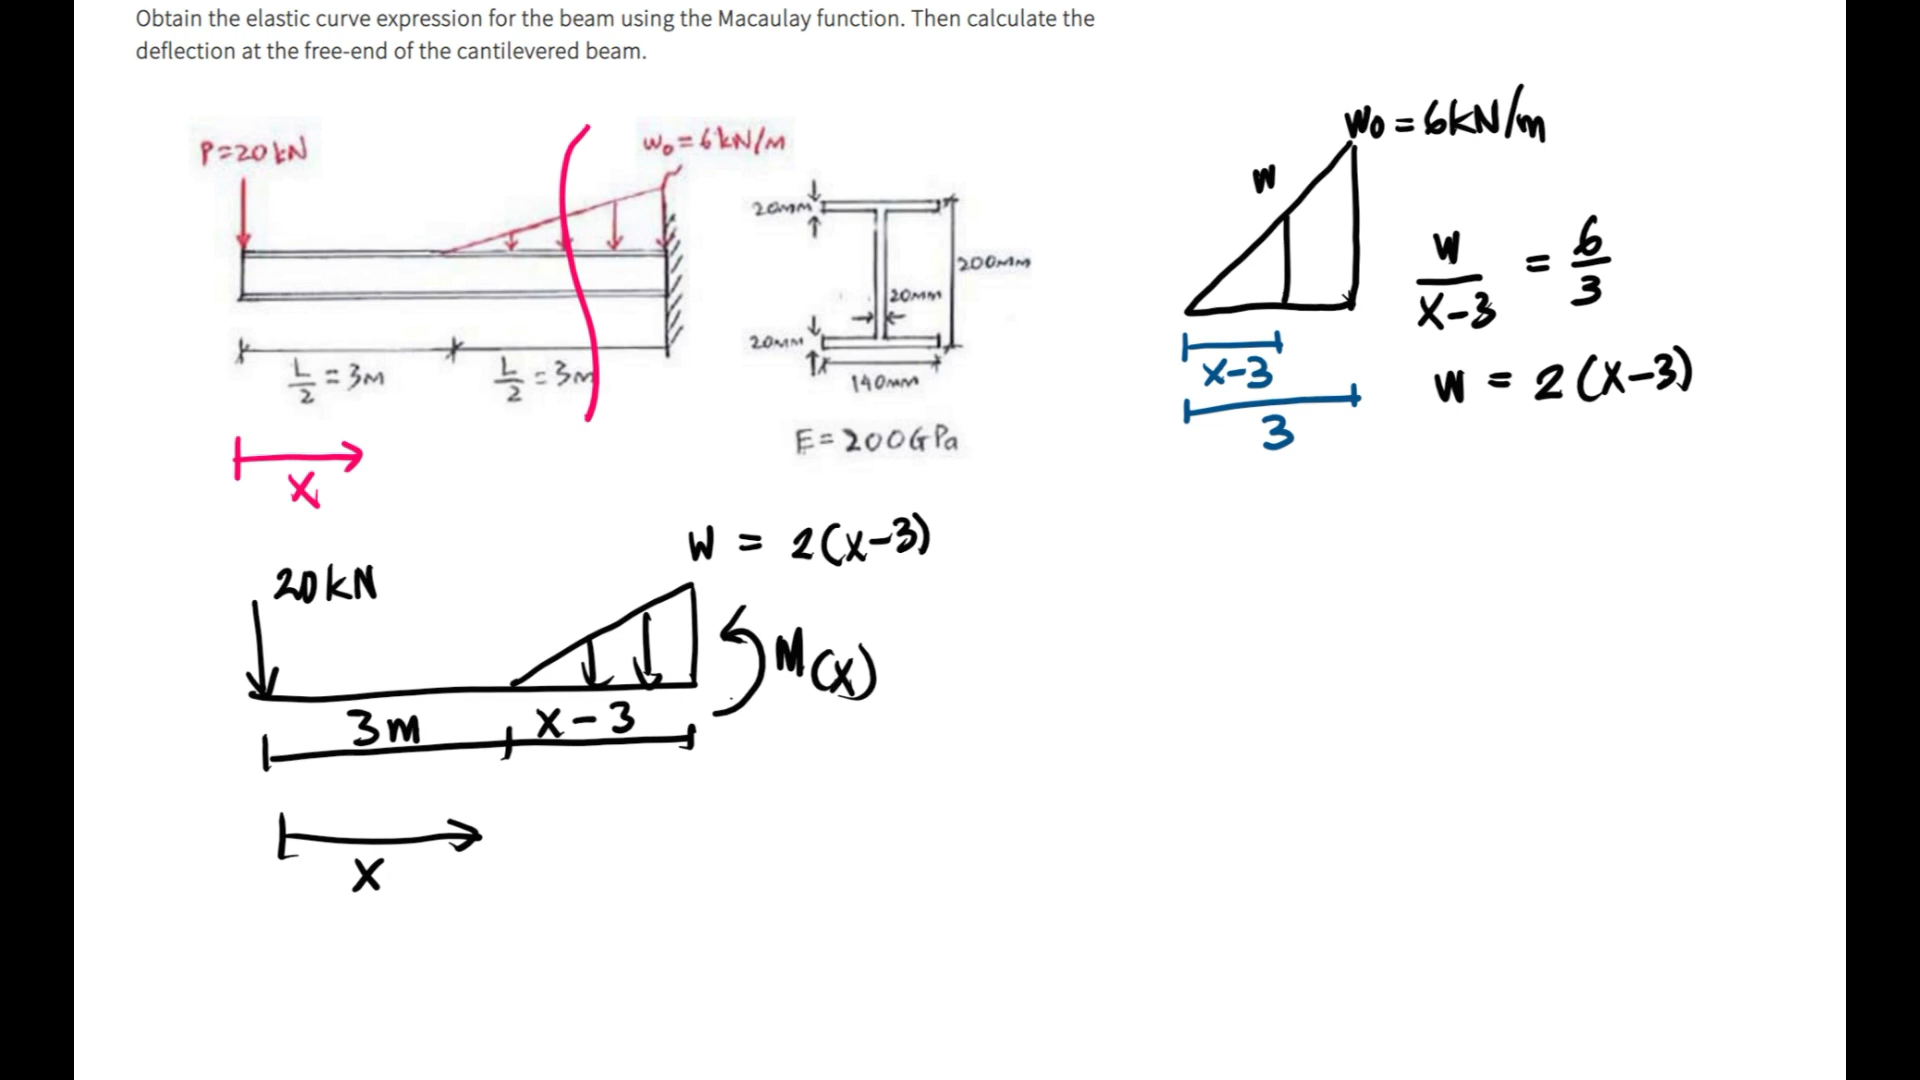 Obtain the elastic curve expression for the beam using the Macaulay function. Then calculate the
deflection at the free-end of the cantilevered beam.
P=20kN
w₀=6kN/m
20mm
200mm
20mm
20mm
140mm
L/2 = 3m
L/2 = 3m
E=200GPa
x
W₀ = 6kN/m
W
W/(x-3) = 6/3
x-3
3
W = 2(x-3)
W = 2(x-3)
20kN
M(x)
3m
x-3
x